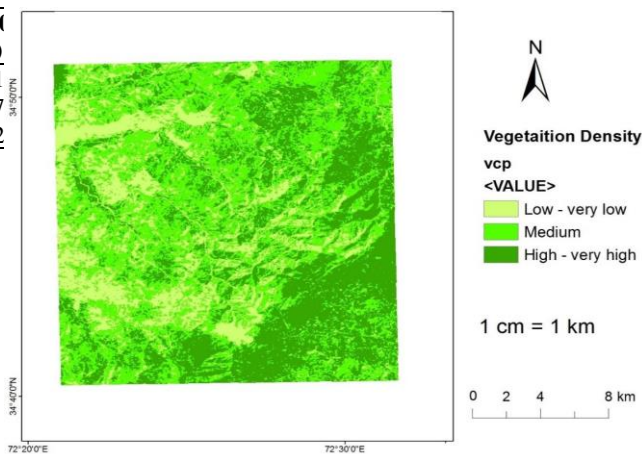 34°50'0"N
34°40'0"N
72°20'0"E
72°30'0"E
N
Vegetaition Density
vcp
<VALUE>
Low - very low
Medium
High - very high
1 cm = 1 km
0 2 4 8 km